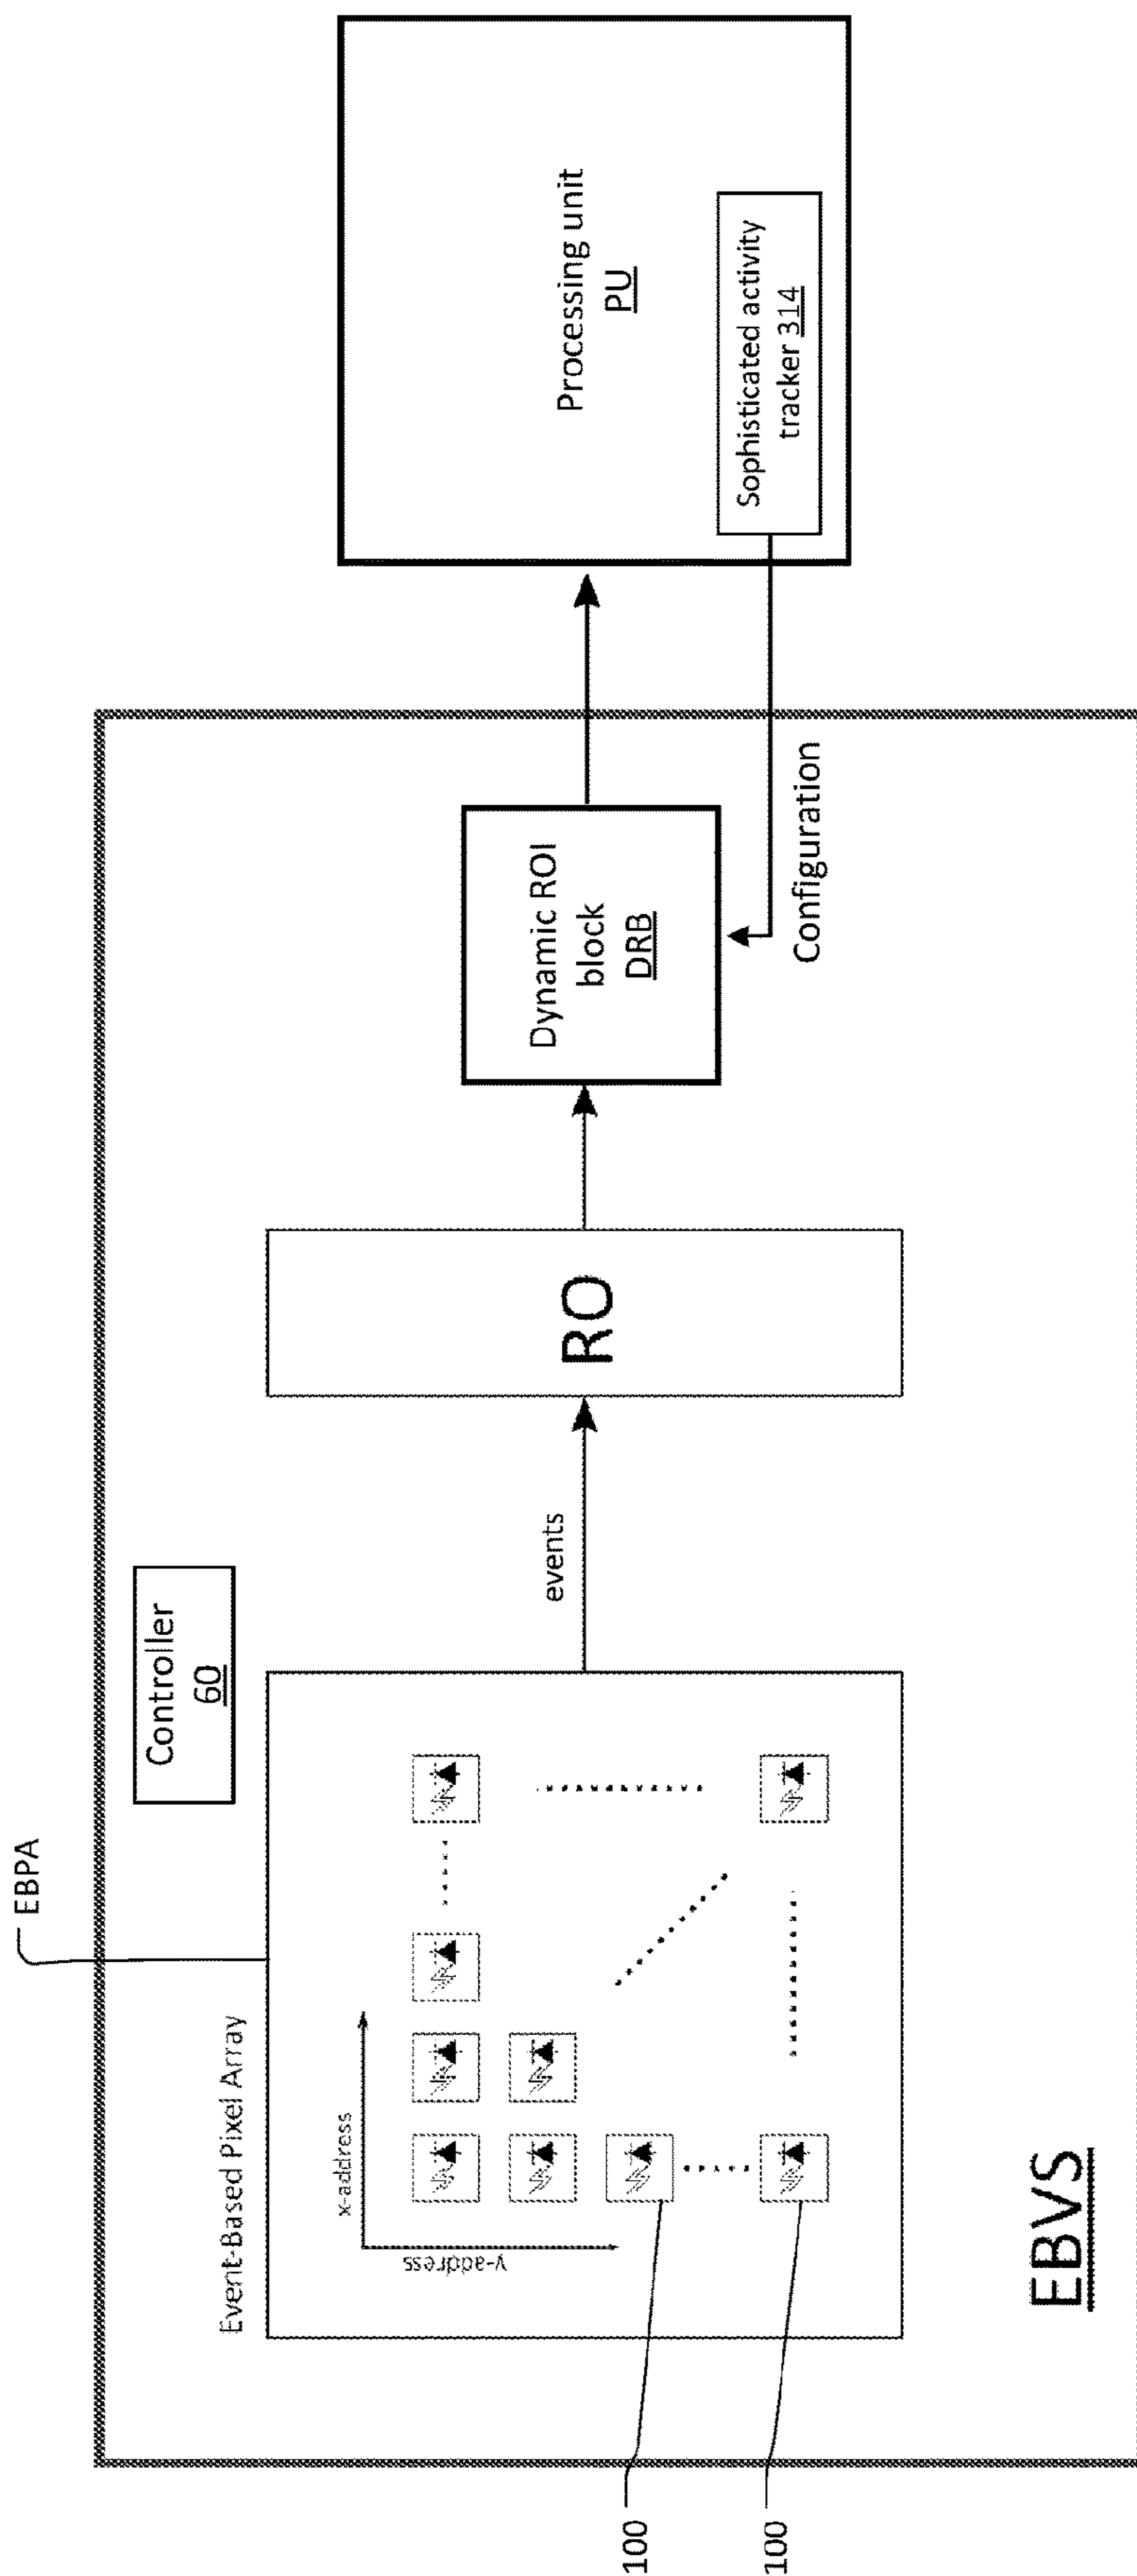 EBPA
Controller
60
Event-Based Pixel Array
x-address
y-address
100
100
events
RO
Dynamic ROI
block
DRB
Configuration
Processing unit
PU
Sophisticated activity
tracker 314
EBVS